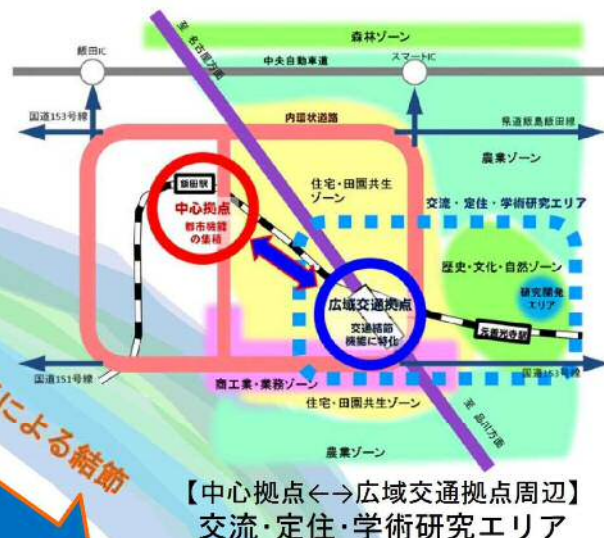 至 名古屋方面
森林ゾーン
飯田IC
中央自動車道
スマートIC
国道153号線
内環状道路
県道飯島飯田線
農業ゾーン
飯田駅
住宅・田園共生
ゾーン
交流・定住・学術研究エリア
中心拠点
都市機能
の集積
歴史・文化・自然ゾーン
研究開発
エリア
広域交通拠点
交通結節
機能に特化
元善光寺駅
国道151号線
商工業・業務ゾーン
国道153号線
住宅・田園共生ゾーン
至 品川方面
農業ゾーン
による結節
【中心拠点←→広域交通拠点周辺】
交流・定住・学術研究エリア